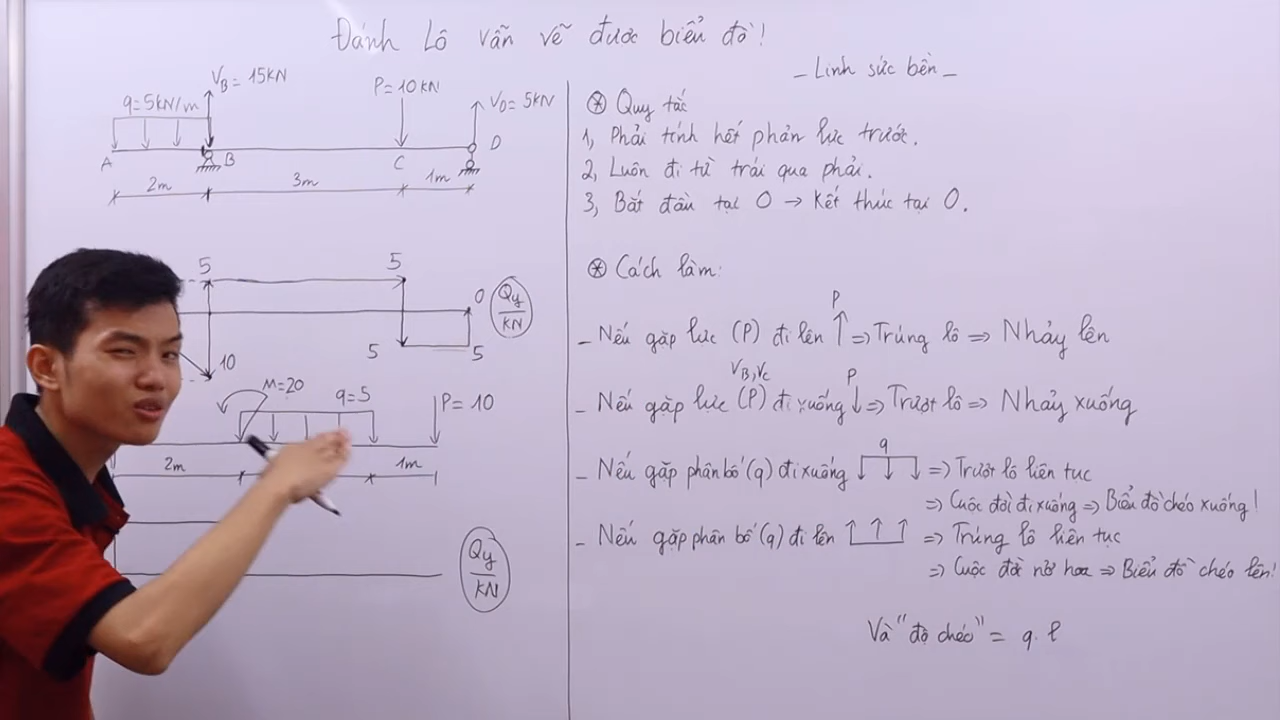 Đánh Lô vẫn vẽ được biểu đồ!
_ Linh sức bền _
V_B = 15KN
q=5KN/m
P=10KN
V_D= 5KN
A
B
C
D
2m
3m
1m
5
5
0
Qy
KN
10
5
5
M=20
q=5
P= 10
2m
1m
Qy
KN
⊛ Quy tắc
1, Phải tính hết phản lực trước.
2, Luôn đi từ trái qua phải.
3, Bắt đầu tại 0 → Kết thúc tại 0.
⊛ Cách làm:
P
- Nếu gặp lực (P) đi lên ↑ ⇒ Trúng lô ⇒ Nhảy lên
V_B,V_C
P
- Nếu gặp lực (P) đi xuống ↓ ⇒ Trượt lô ⇒ Nhảy xuống
q
- Nếu gặp phân bố (q) đi xuống ↓↓↓ ⇒ Trượt lô liên tục
⇒ Cuộc đời đi xuống ⇒ Biểu đồ chéo xuống!
- Nếu gặp phân bố (q) đi lên ↑↑↑ ⇒ Trúng lô liên tục
⇒ Cuộc đời nở hoa ⇒ Biểu đồ chéo lên!
Và "độ chéo" = q. l